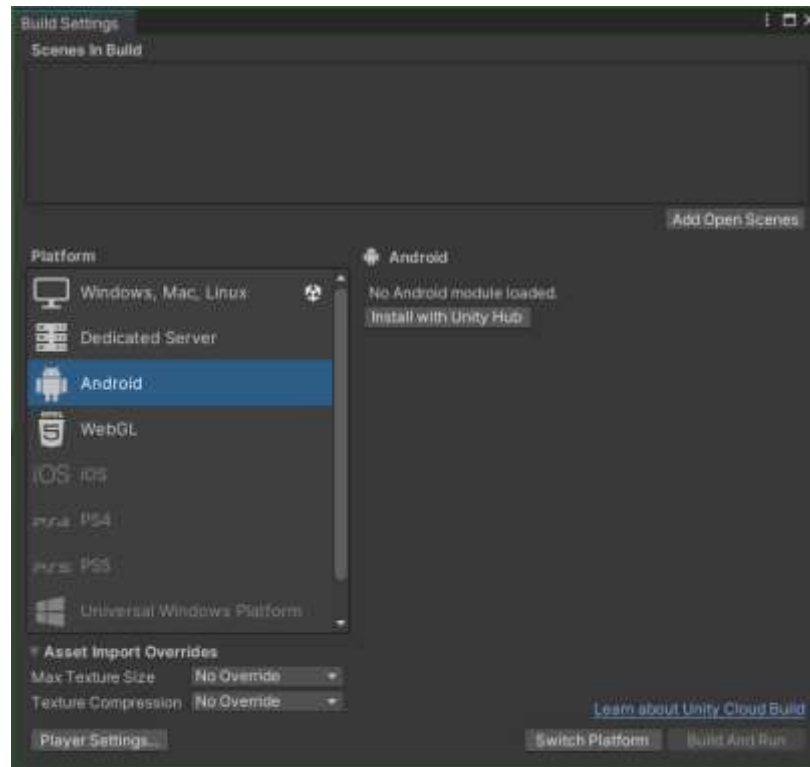 Build Settings
Scenes In Build
Add Open Scenes
Platform
Windows, Mac, Linux
Dedicated Server
Android
WebGL
iOS iOS
PS4
PS5
Universal Windows Platform
Android
No Android module loaded.
Install with Unity Hub
Asset Import Overrides
Max Texture Size No Override
Texture Compression No Override
Learn about Unity Cloud Build
Player Settings...
Switch Platform
Build And Run